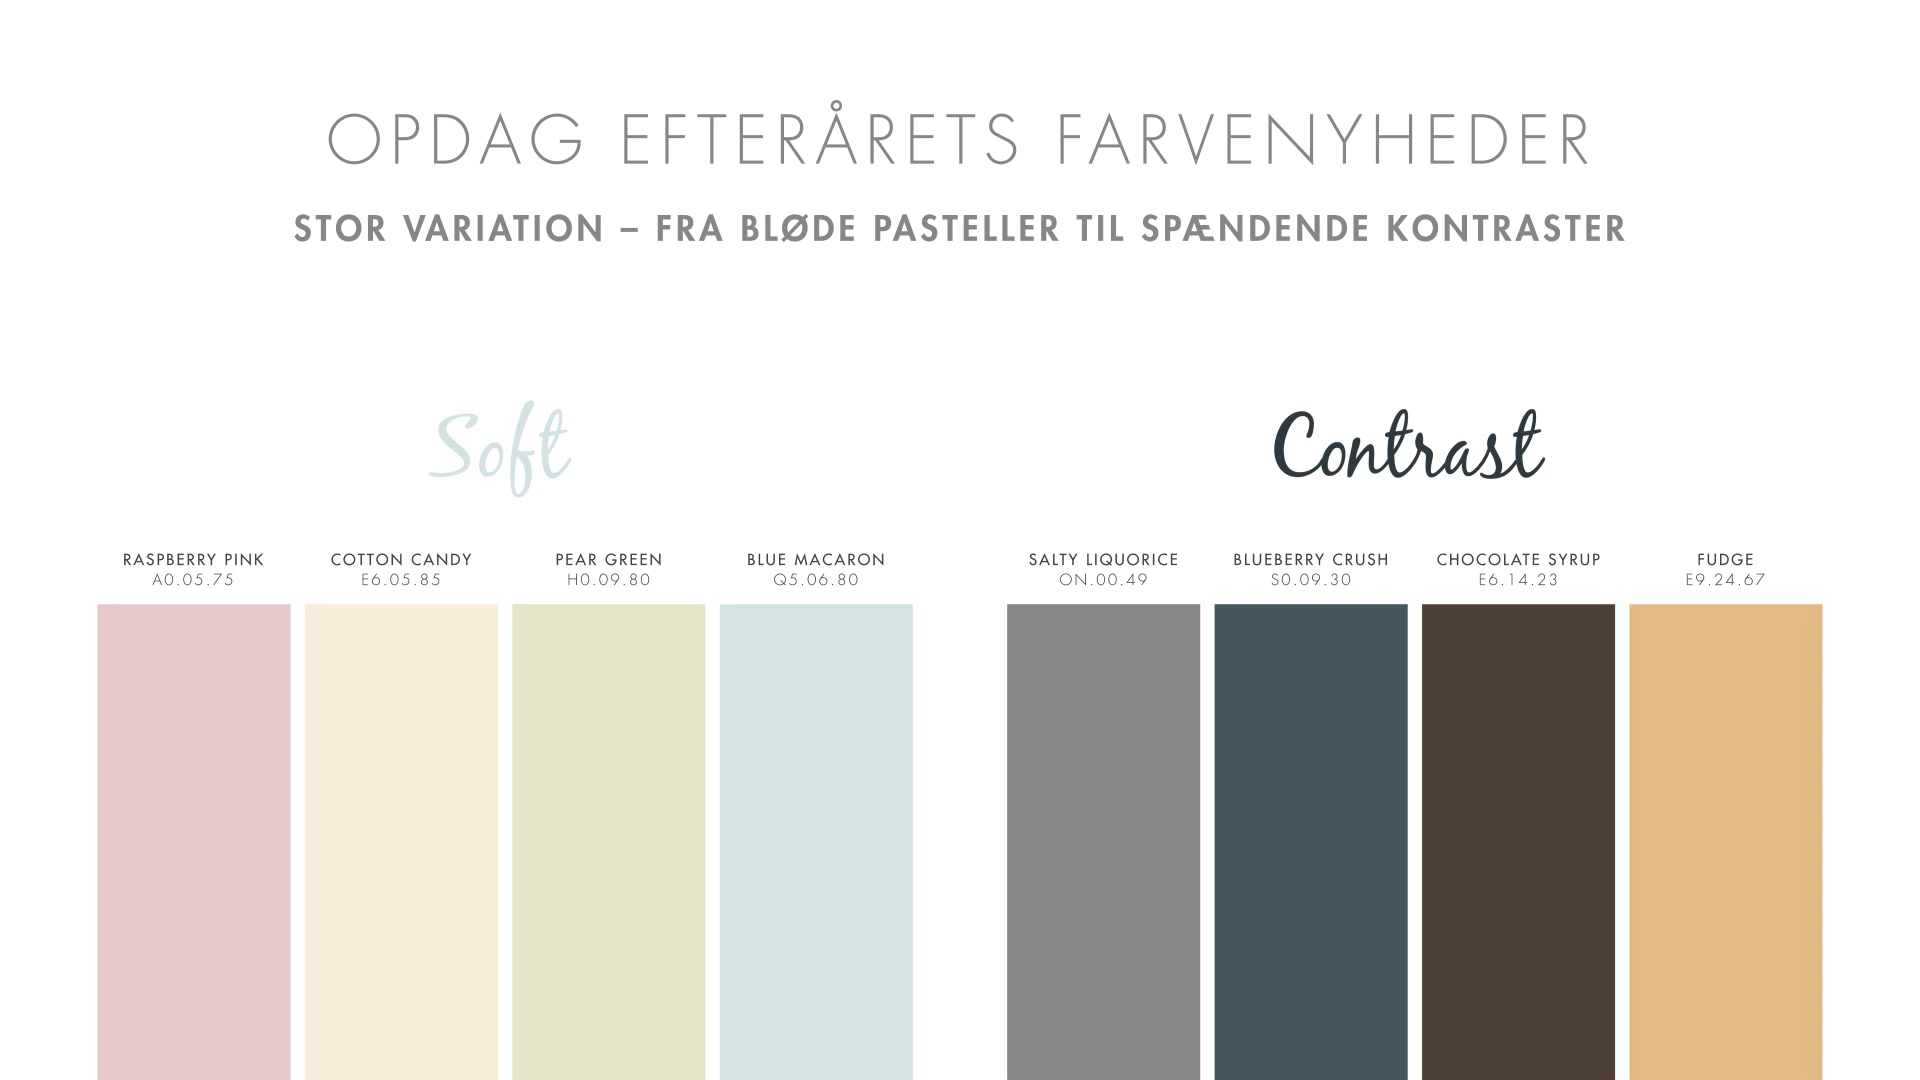 OPDAG EFTERÅRETS FARVENYHEDER
STOR VARIATION – FRA BLØDE PASTELLER TIL SPÆNDENDE KONTRASTER
Soft
RASPBERRY PINK
A0.05.75
COTTON CANDY
E6.05.85
PEAR GREEN
H0.09.80
BLUE MACARON
Q5.06.80
Contrast
SALTY LIQUORICE
ON.00.49
BLUEBERRY CRUSH
S0.09.30
CHOCOLATE SYRUP
E6.14.23
FUDGE
E9.24.67